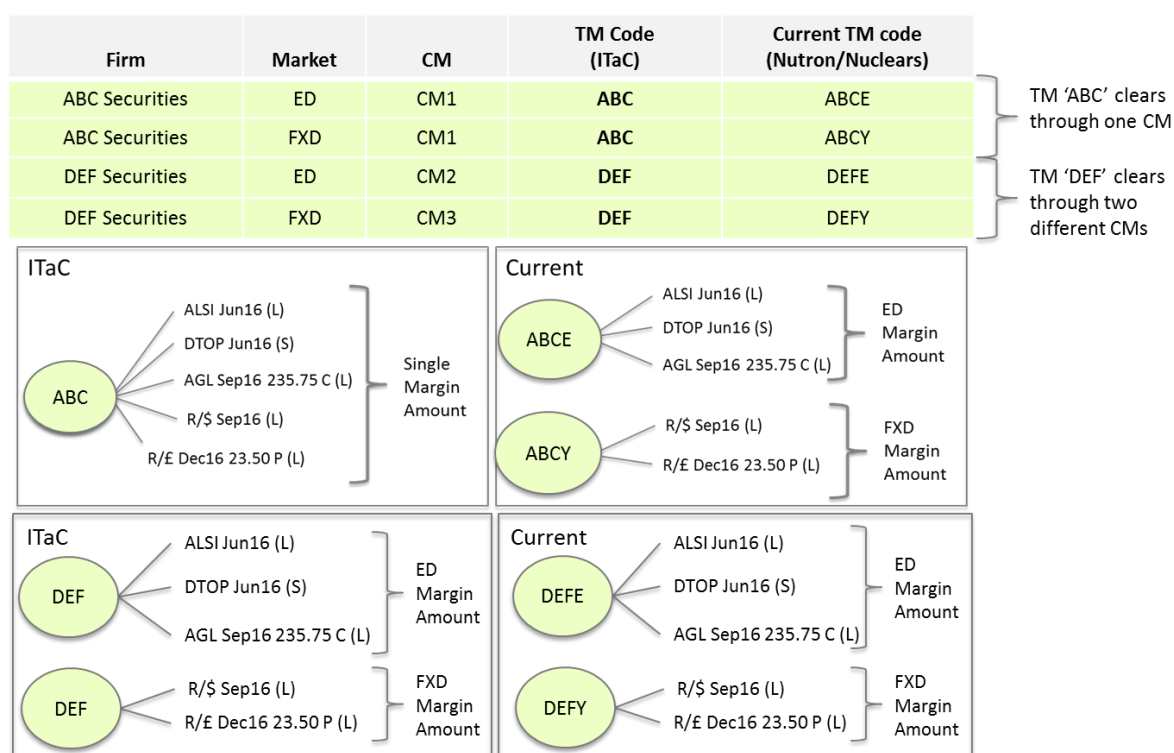 Firm Market CM TM Code (ITaC) Current TM code (Nutron/Nuclears)
ABC Securities ED CM1 ABC ABCE
ABC Securities FXD CM1 ABC ABCY
DEF Securities ED CM2 DEF DEFE
DEF Securities FXD CM3 DEF DEFY
TM ‘ABC’ clears
through one CM
TM ‘DEF’ clears
through two
different CMs
ITaC
ABC
ALSI Jun16 (L)
DTOP Jun16 (S)
AGL Sep16 235.75 C (L)
R/$ Sep16 (L)
R/£ Dec16 23.50 P (L)
Single
Margin
Amount
Current
ABCE
ALSI Jun16 (L)
DTOP Jun16 (S)
AGL Sep16 235.75 C (L)
ED
Margin
Amount
ABCY
R/$ Sep16 (L)
R/£ Dec16 23.50 P (L)
FXD
Margin
Amount
ITaC
DEF
ALSI Jun16 (L)
DTOP Jun16 (S)
AGL Sep16 235.75 C (L)
ED
Margin
Amount
DEF
R/$ Sep16 (L)
R/£ Dec16 23.50 P (L)
FXD
Margin
Amount
Current
DEFE
ALSI Jun16 (L)
DTOP Jun16 (S)
AGL Sep16 235.75 C (L)
ED
Margin
Amount
DEFY
R/$ Sep16 (L)
R/£ Dec16 23.50 P (L)
FXD
Margin
Amount